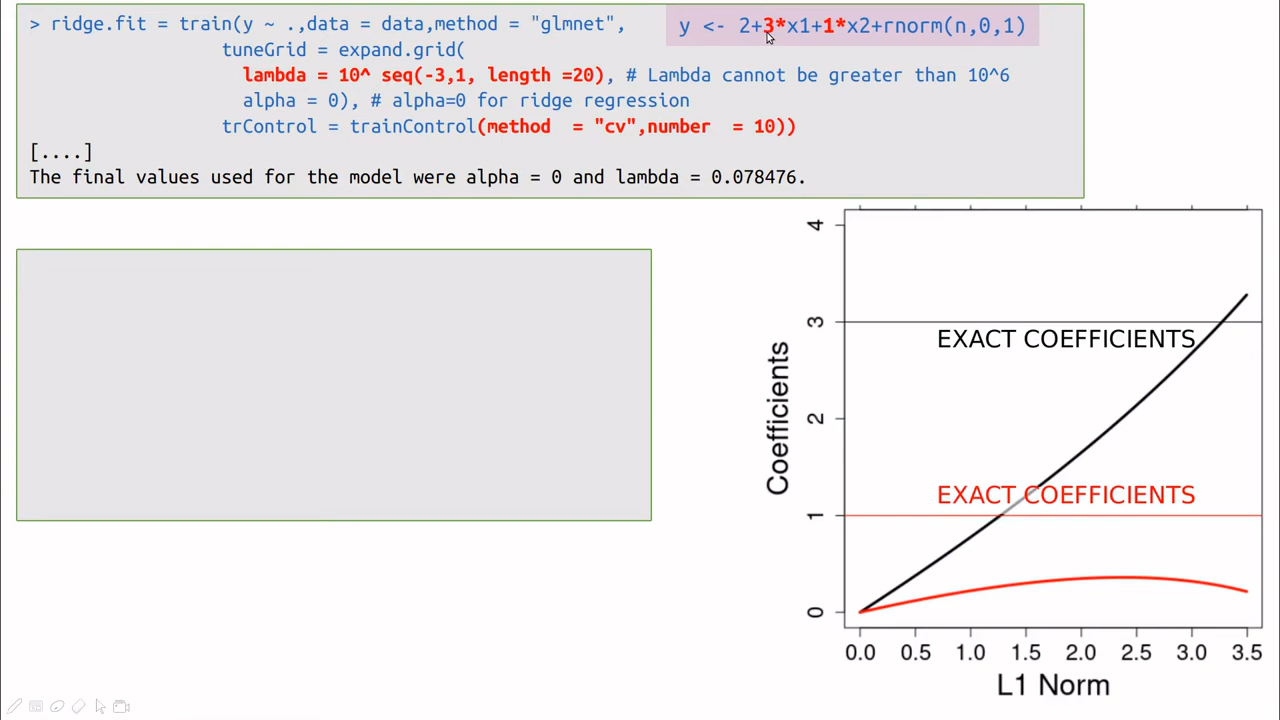 > ridge.fit = train(y ~ .,data = data,method = "glmnet",
y <- 2+3*x1+1*x2+rnorm(n,0,1)
tuneGrid = expand.grid(
lambda = 10^ seq(-3,1, length =20), # Lambda cannot be greater than 10^6
alpha = 0), # alpha=0 for ridge regression
trControl = trainControl(method = "cv",number = 10))
[....]
The final values used for the model were alpha = 0 and lambda = 0.078476.
4
3
2
1
0
Coefficients
EXACT COEFFICIENTS
EXACT COEFFICIENTS
0.0 0.5 1.0 1.5 2.0 2.5 3.0 3.5
L1 Norm